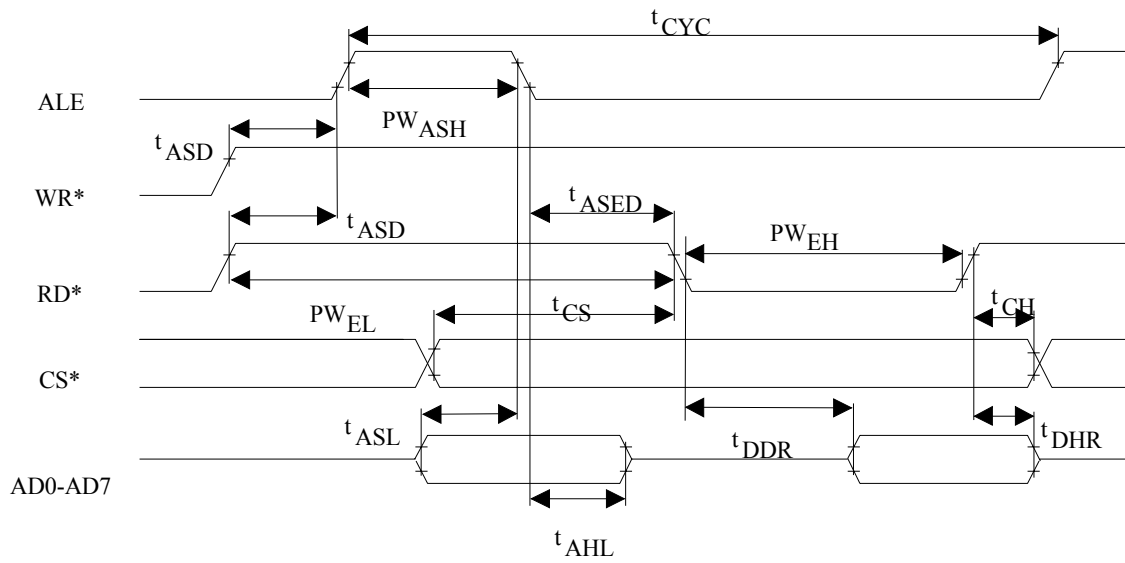 tCYC
ALE
PWASH
tASD
WR*
tASED
tASD
PWEH
RD*
tCS
tCH
PWEL
CS*
tASL
tDDR
tDHR
AD0-AD7
tAHL